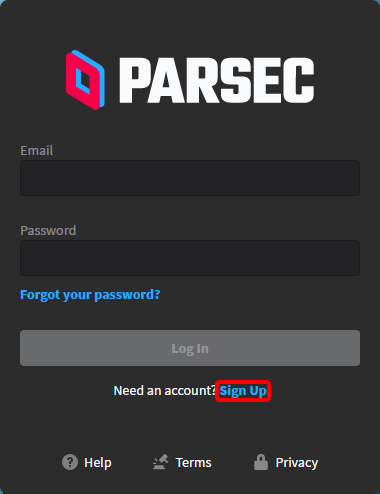 PARSEC
Email
Password
Forgot your password?
Log In
Need an account? Sign Up
Help Terms Privacy